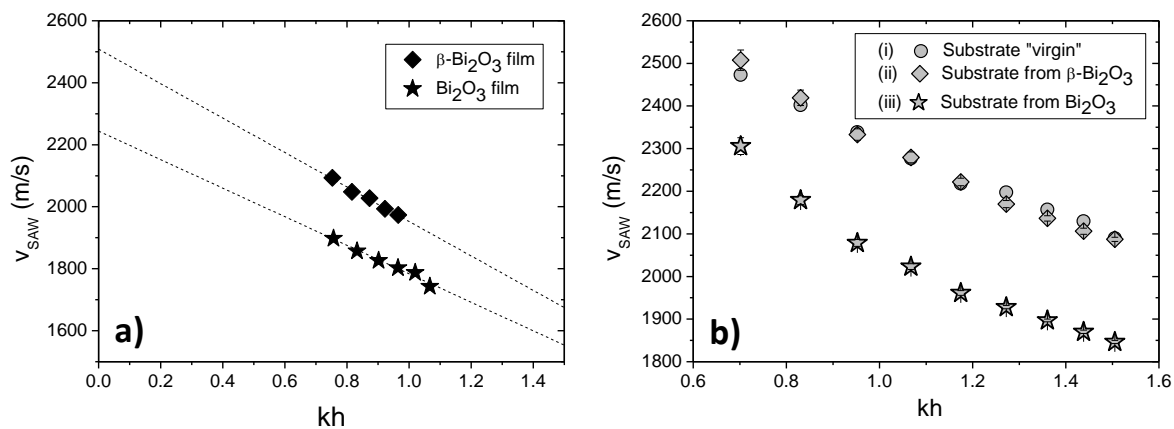 2600
2400
2200
2000
1800
1600
v_SAW (m/s)
β-Bi2O3 film
Bi2O3 film
a)
0.0 0.2 0.4 0.6 0.8 1.0 1.2 1.4
kh
2600
2500
2400
2300
2200
2100
2000
1900
1800
v_SAW (m/s)
(i) Substrate "virgin"
(ii) Substrate from β-Bi2O3
(iii) Substrate from Bi2O3
b)
0.6 0.8 1.0 1.2 1.4 1.6
kh